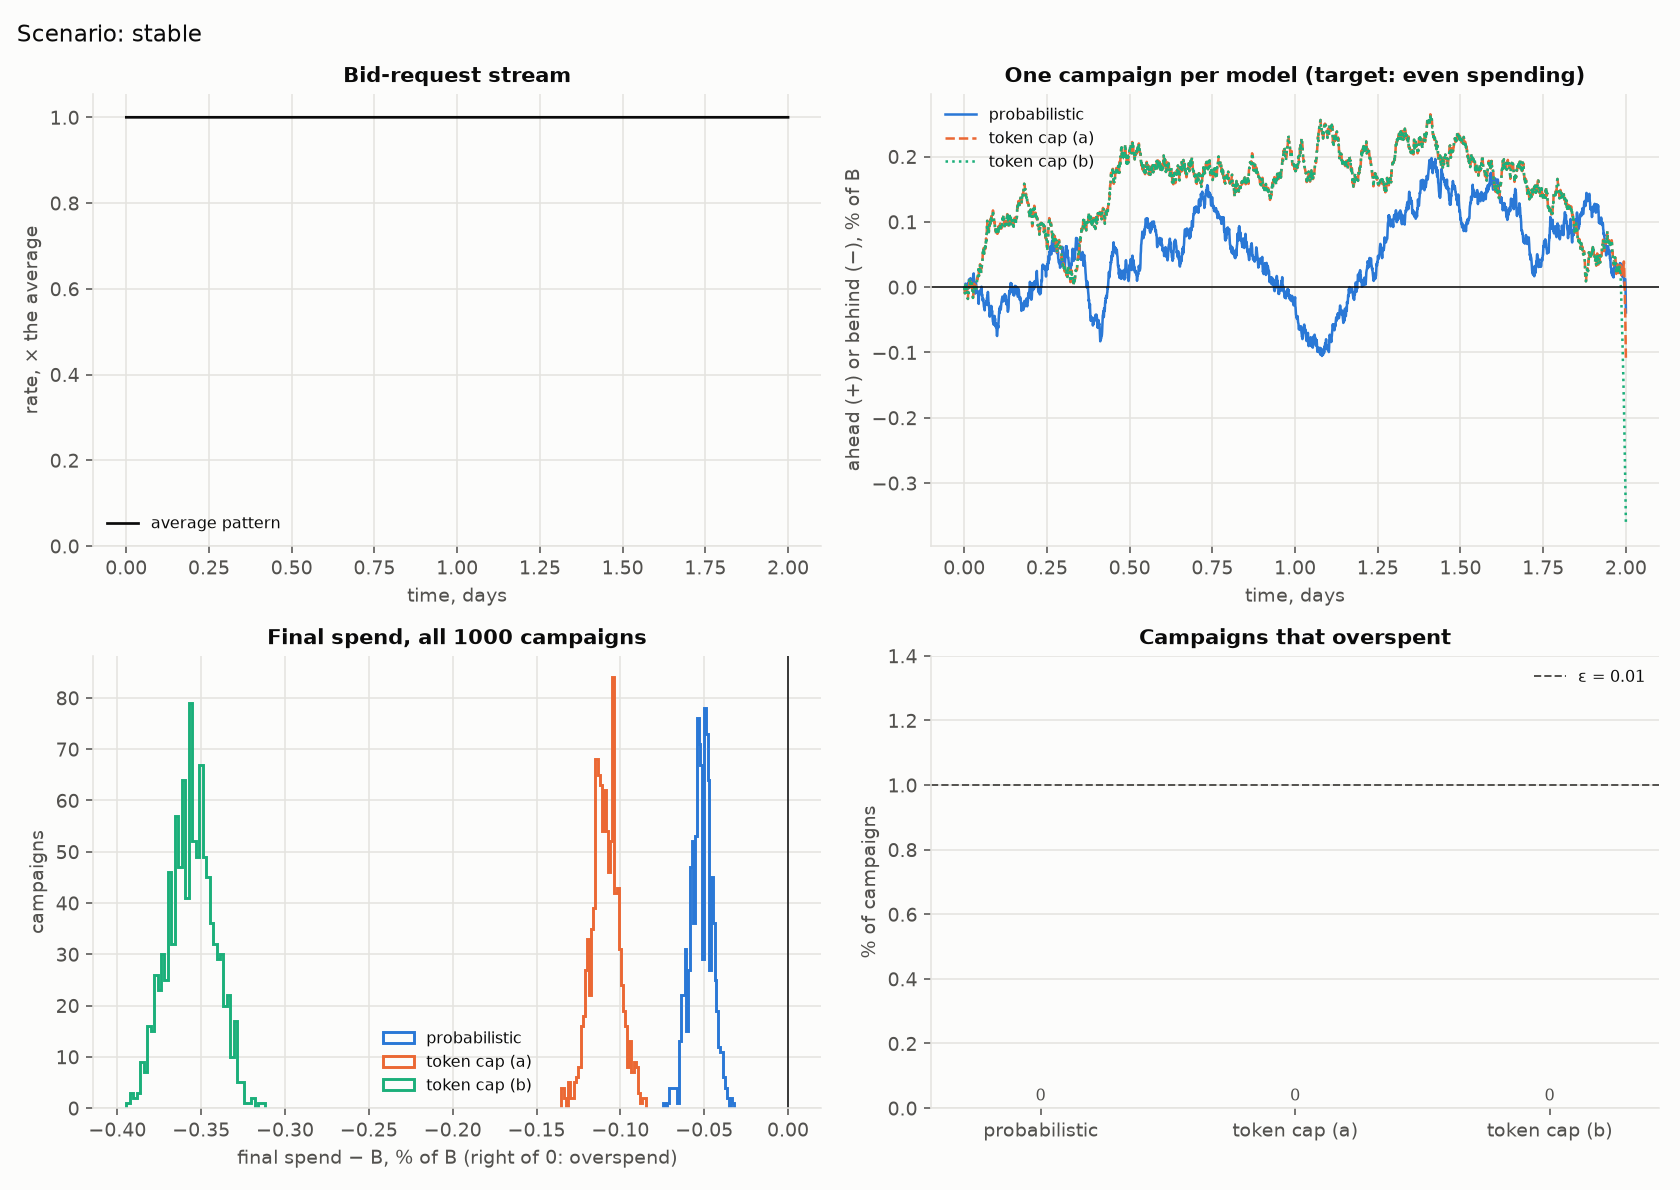 Scenario: stable
Bid-request stream
rate, × the average
1.0
0.8
0.6
0.4
0.2
0.0
average pattern
0.00 0.25 0.50 0.75 1.00 1.25 1.50 1.75 2.00
time, days
One campaign per model (target: even spending)
ahead (+) or behind (−), % of B
probabilistic
token cap (a)
token cap (b)
0.2
0.1
0.0
−0.1
−0.2
−0.3
0.00 0.25 0.50 0.75 1.00 1.25 1.50 1.75 2.00
time, days
Final spend, all 1000 campaigns
campaigns
80
70
60
50
40
30
20
10
0
probabilistic
token cap (a)
token cap (b)
−0.40 −0.35 −0.30 −0.25 −0.20 −0.15 −0.10 −0.05 0.00
final spend − B, % of B (right of 0: overspend)
Campaigns that overspent
% of campaigns
1.4
1.2
1.0
0.8
0.6
0.4
0.2
0.0
ε = 0.01
0 0 0
probabilistic token cap (a) token cap (b)